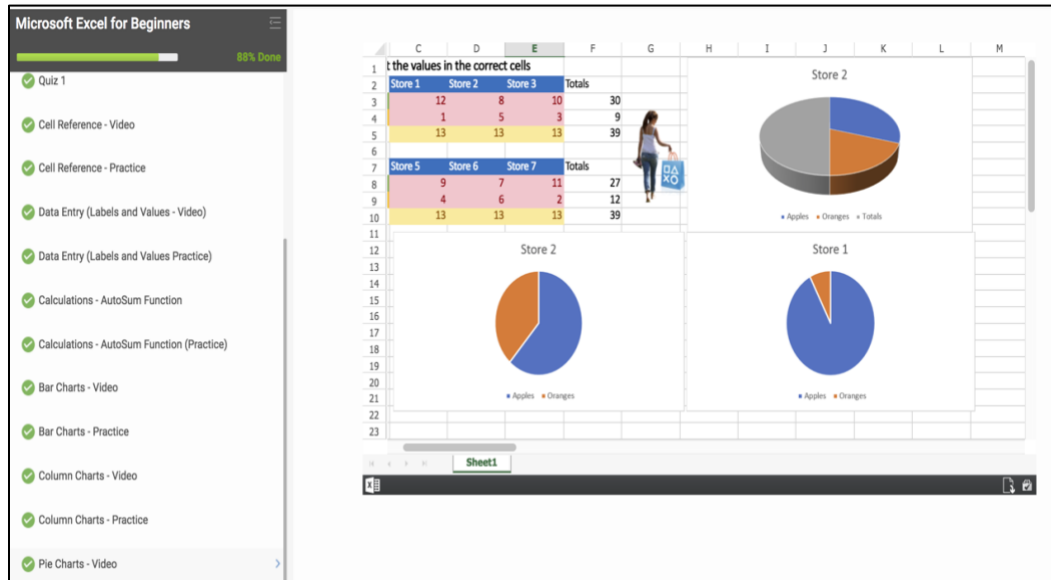 Microsoft Excel for Beginners
88% Done
Quiz 1
Cell Reference - Video
Cell Reference - Practice
Data Entry (Labels and Values - Video)
Data Entry (Labels and Values Practice)
Calculations - AutoSum Function
Calculations - AutoSum Function (Practice)
Bar Charts - Video
Bar Charts - Practice
Column Charts - Video
Column Charts - Practice
Pie Charts - Video
C D E F G H I J K L M
1 t the values in the correct cells
2 Store 1 Store 2 Store 3 Totals
3 12 8 10 30
4 1 5 3 9
5 13 13 13 39
6
7 Store 5 Store 6 Store 7 Totals
8 9 7 11 27
9 4 6 2 12
10 13 13 13 39
11
12
13
14
15
16
17
18
19
20
21
22
23
Store 2
Apples Oranges Totals
Store 2
Apples Oranges
Store 1
Apples Oranges
Sheet1